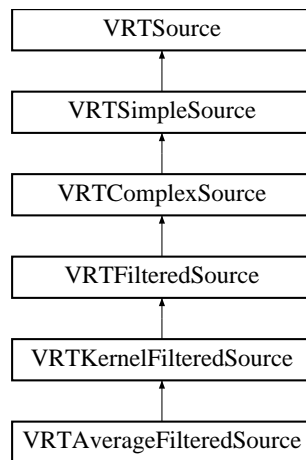 VRTSource
VRTSimpleSource
VRTComplexSource
VRTFilteredSource
VRTKernelFilteredSource
VRTAverageFilteredSource